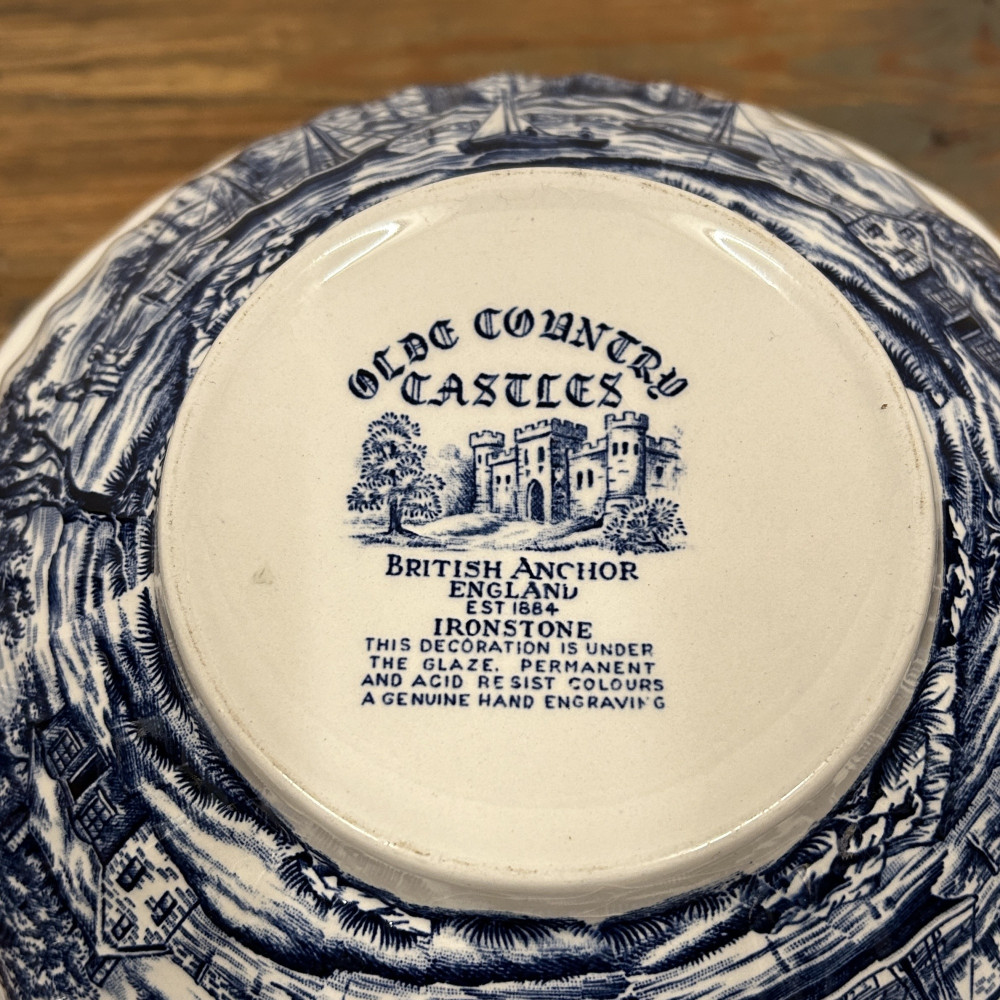 OLDE COUNTRY
CASTLES
BRITISH ANCHOR
ENGLAND
EST 1884
IRONSTONE
THIS DECORATION IS UNDER
THE GLAZE. PERMANENT
AND ACID RESIST COLOURS
A GENUINE HAND ENGRAVING